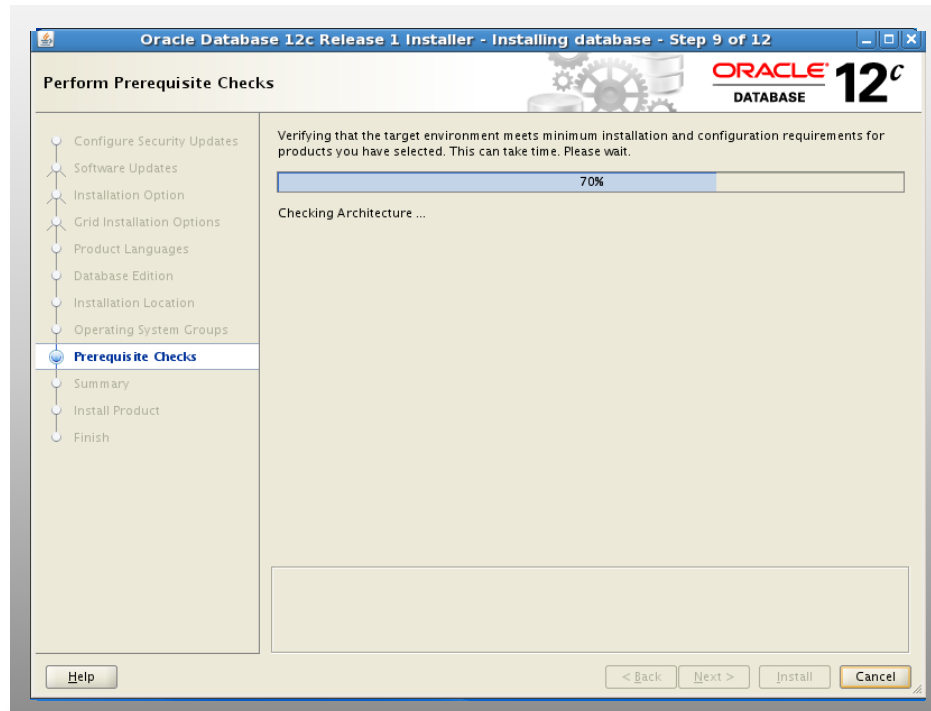 Oracle Database 12c Release 1 Installer - Installing database - Step 9 of 12
Perform Prerequisite Checks
ORACLE
DATABASE
12c
Configure Security Updates
Software Updates
Installation Option
Grid Installation Options
Product Languages
Database Edition
Installation Location
Operating System Groups
Prerequisite Checks
Summary
Install Product
Finish
Verifying that the target environment meets minimum installation and configuration requirements for
products you have selected. This can take time. Please wait.
70%
Checking Architecture ...
Help
< Back
Next >
Install
Cancel